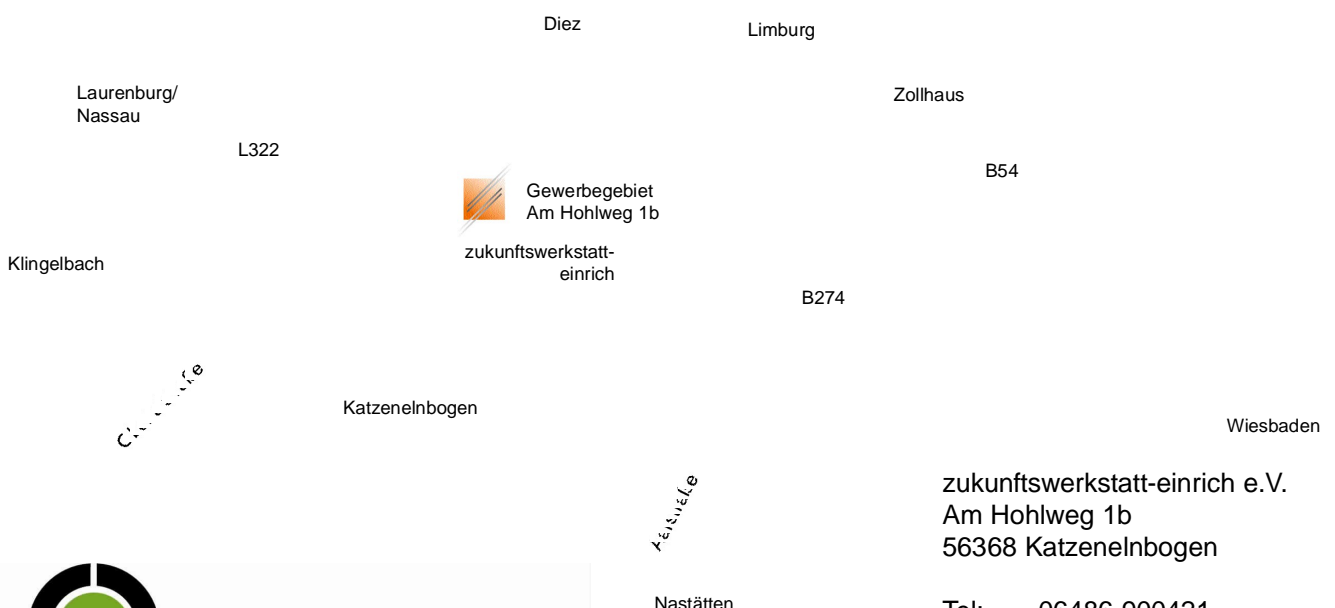 Diez
Limburg
Laurenburg/
Nassau
Zollhaus
L322
B54
Gewerbegebiet
Am Hohlweg 1b
zukunftswerkstatt-
einrich
Klingelbach
B274
Katzenelnbogen
Wiesbaden
zukunftswerkstatt-einrich e.V.
Am Hohlweg 1b
56368 Katzenelnbogen
Nastätten